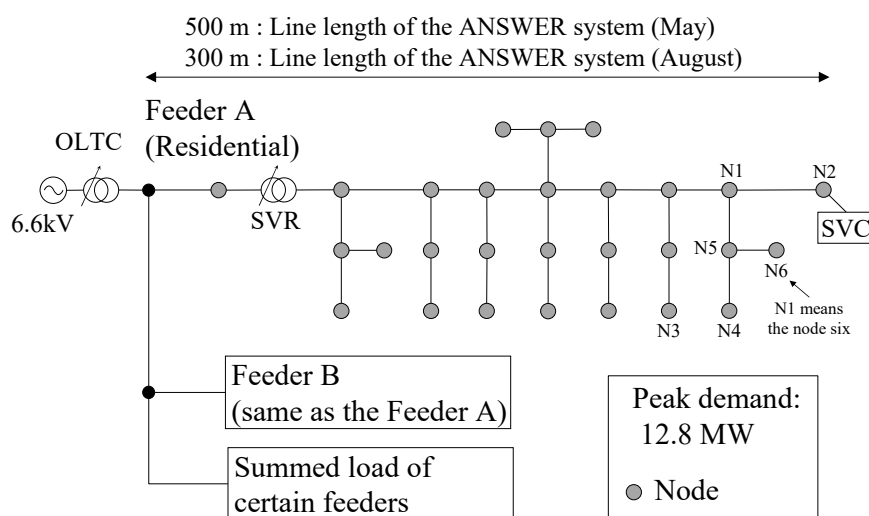 500 m : Line length of the ANSWER system (May)
300 m : Line length of the ANSWER system (August)
Feeder A
(Residential)
OLTC
6.6kV
SVR
N1
N2
SVC
N5
N6
N3
N4
N1 means
the node six
Feeder B
(same as the Feeder A)
Summed load of
certain feeders
Peak demand:
12.8 MW
Node